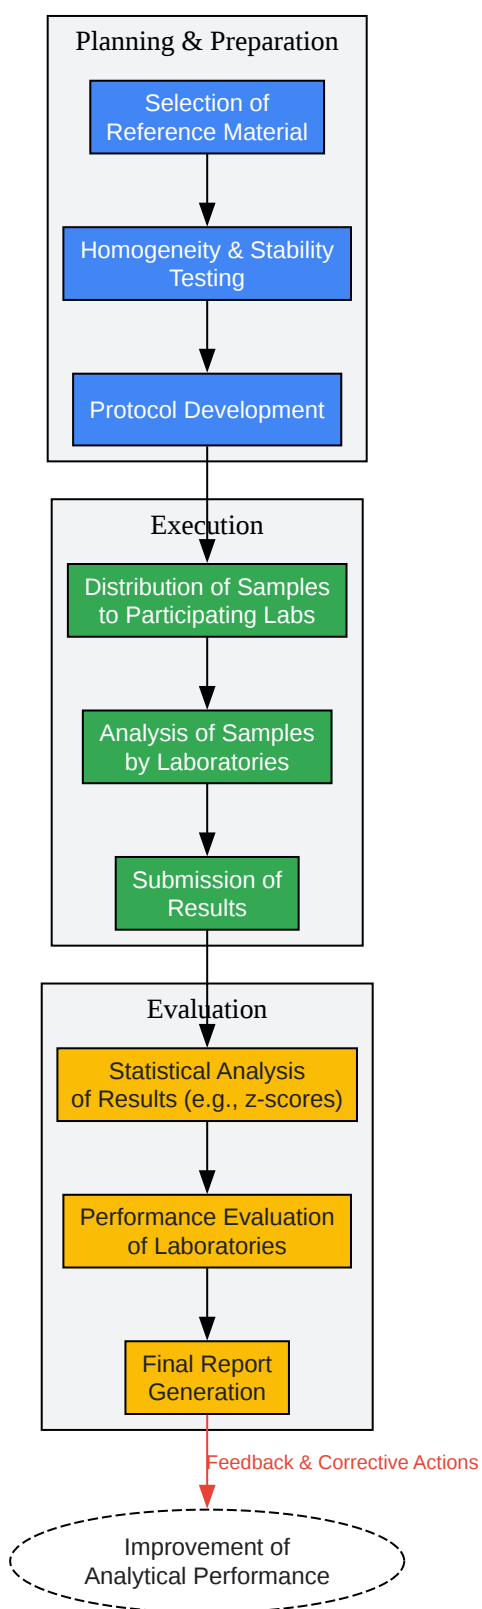 Planning & Preparation
Selection of
Reference Material
Homogeneity & Stability
Testing
Protocol Development
Execution
Distribution of Samples
to Participating Labs
Analysis of Samples
by Laboratories
Submission of
Results
Evaluation
Statistical Analysis
of Results (e.g., z-scores)
Performance Evaluation
of Laboratories
Final Report
Generation
Feedback & Corrective Actions
Improvement of
Analytical Performance